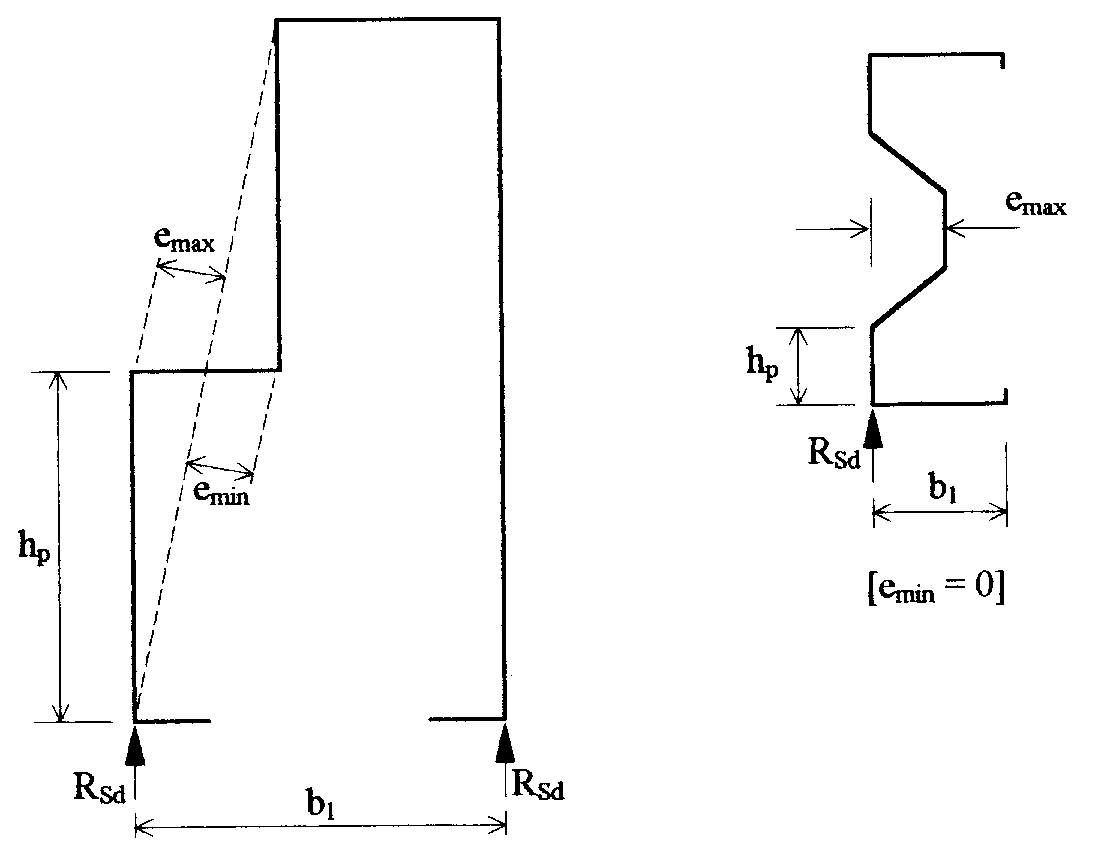 e_max
e_min
h_p
R_Sd
R_Sd
b_1
e_max
h_p
R_Sd
b_1
[e_min = 0]